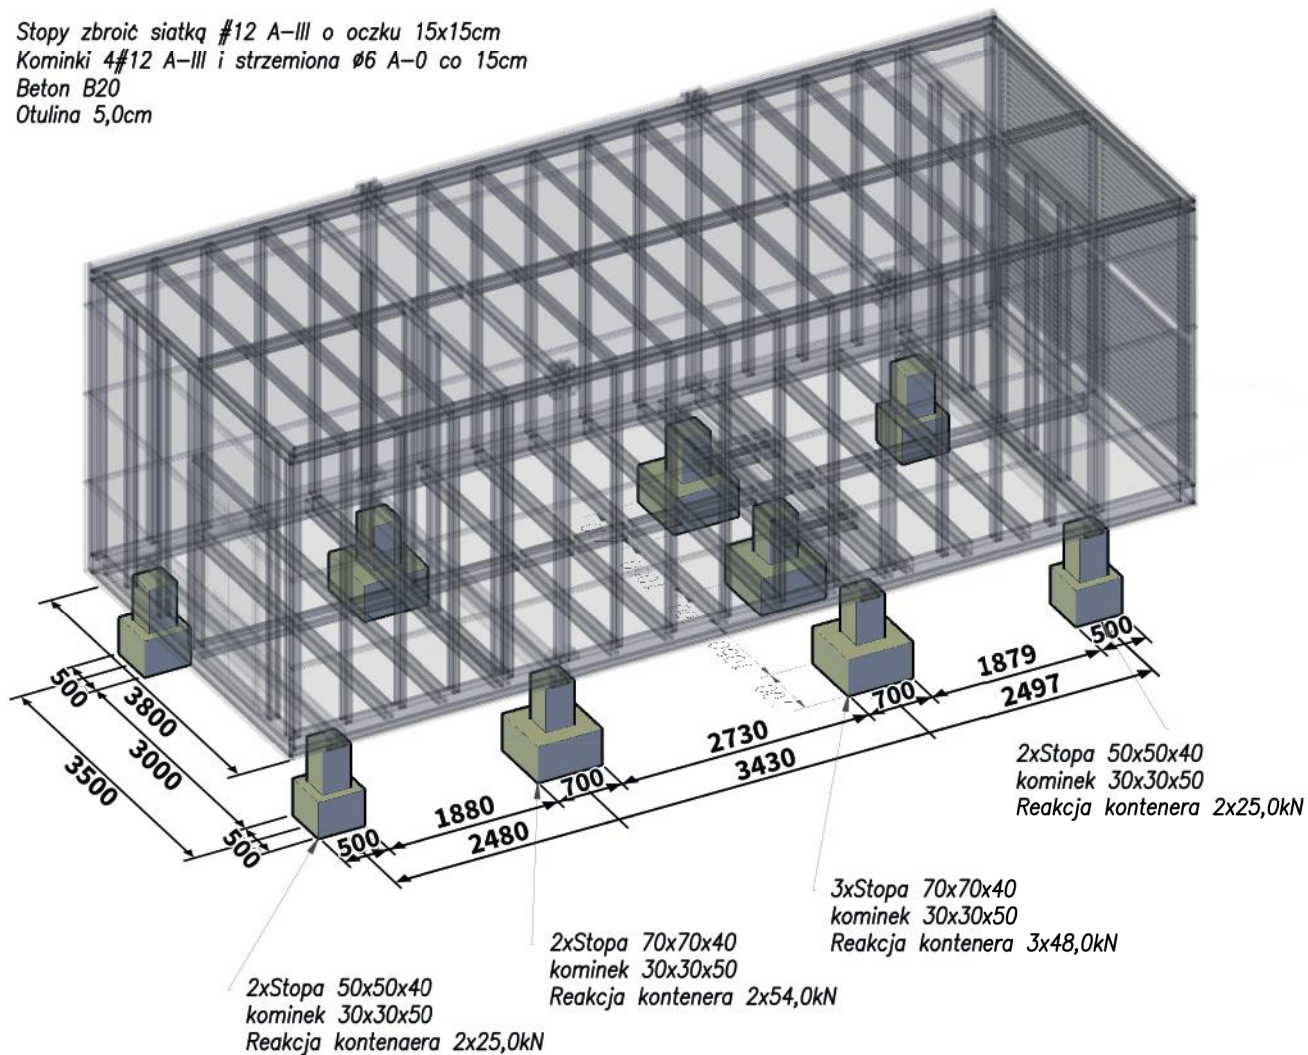 Stopy zbroić siatką #12 A-III o oczku 15x15cm
Kominki 4#12 A-III i strzemiona ø6 A-0 co 15cm
Beton B20
Otulina 5,0cm
500
3800
3000
3500
500
500
1880
2480
700
2730
3430
700
1879
2497
500
2xStopa 50x50x40
kominek 30x30x50
Reakcja kontenera 2x25,0kN
3xStopa 70x70x40
kominek 30x30x50
Reakcja kontenera 3x48,0kN
2xStopa 70x70x40
kominek 30x30x50
Reakcja kontenera 2x54,0kN
2xStopa 50x50x40
kominek 30x30x50
Reakcja kontenaera 2x25,0kN